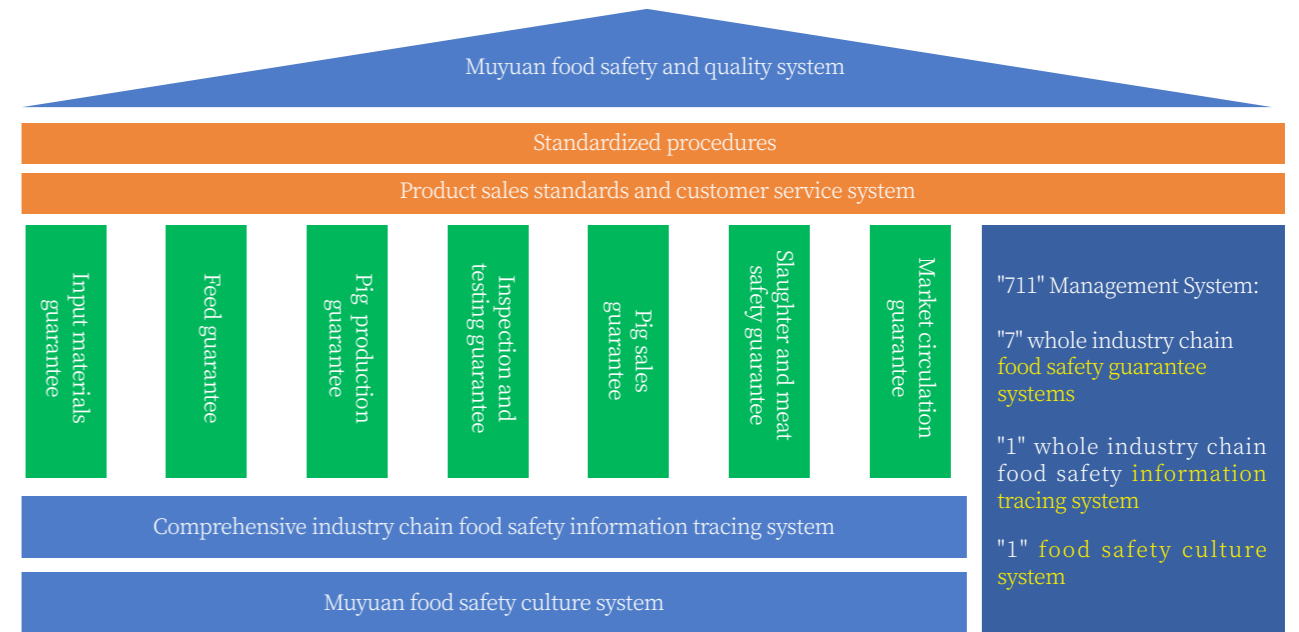 Muyuan food safety and quality system
Standardized procedures
Product sales standards and customer service system
Input materials
guarantee
Feed guarantee
Pig production
guarantee
Inspection and
testing guarantee
Pig sales
guarantee
Slaughter and meat
safety guarantee
Market circulation
guarantee
"711" Management System:
"7" whole industry chain
food safety guarantee
systems
"1" whole industry chain
food safety information
tracing system
"1" food safety culture
system
Comprehensive industry chain food safety information tracing system
Muyuan food safety culture system